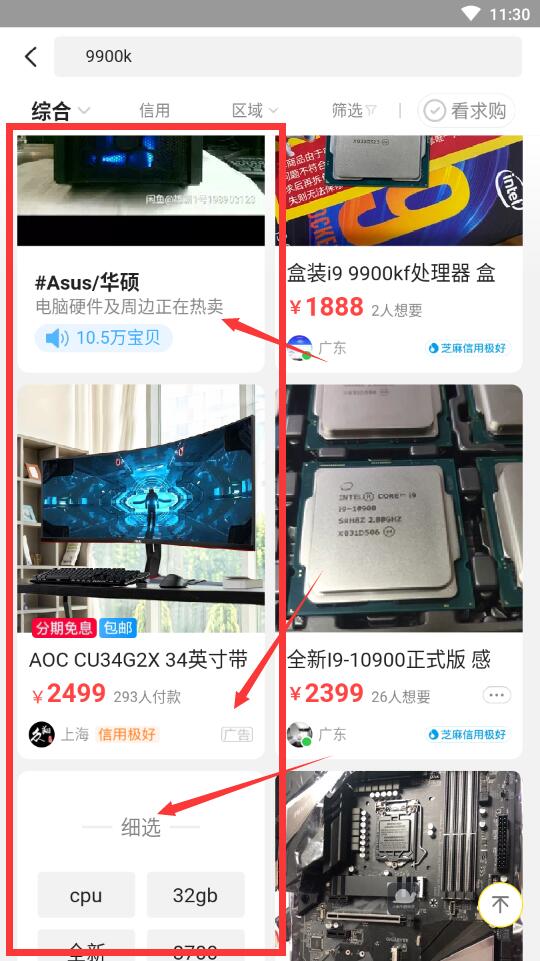 11:30
9900k
综合
信用
区域
筛选
看求购
闲鱼@
#Asus/华硕
电脑硬件及周边正在热卖
10.5万宝贝
intel
盒装i9 9900kf处理器 盒
¥1888 2人想要
广东
芝麻信用极好
分期免息 包邮
AOC CU34G2X 34英寸带
¥2499 293人付款
上海 信用极好
广告
INTEL® CORE™ i9
i9-10900
SRH8Z 2.80GHZ
X031D506
全新I9-10900正式版 感
¥2399 26人想要
广东
芝麻信用极好
细选
cpu
32gb
全新